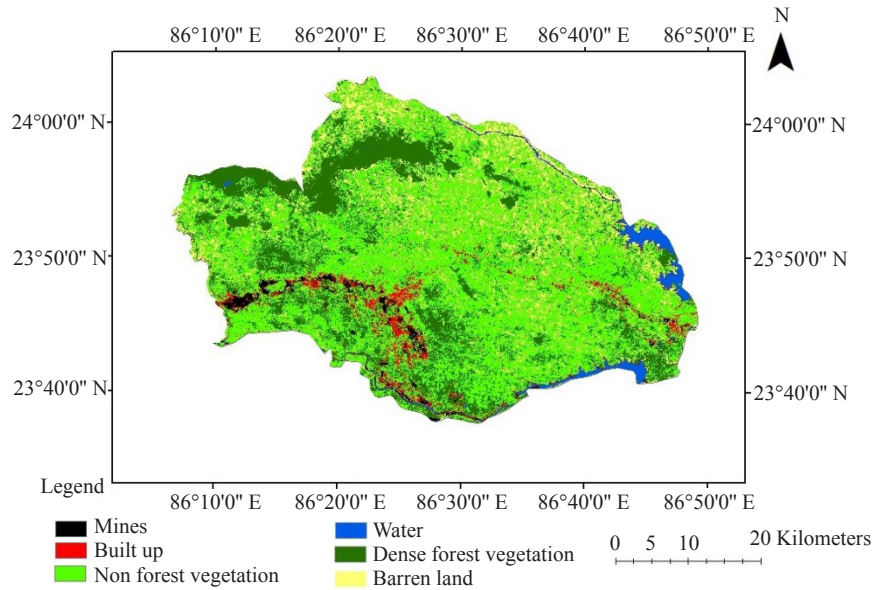 N
86°10'0" E 86°20'0" E 86°30'0" E 86°40'0" E 86°50'0" E
24°00'0" N 24°00'0" N
23°50'0" N 23°50'0" N
23°40'0" N 23°40'0" N
86°10'0" E 86°20'0" E 86°30'0" E 86°40'0" E 86°50'0" E
Legend
Mines
Built up
Non forest vegetation
Water
Dense forest vegetation
Barren land
0 5 10 20 Kilometers